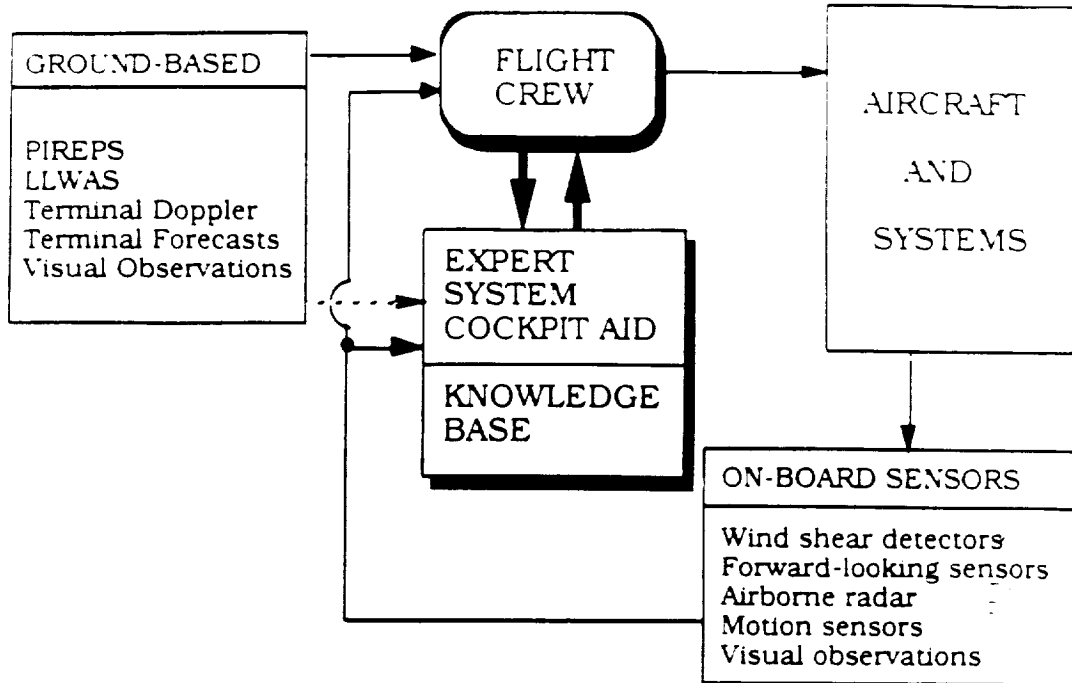 GROUND-BASED
PIREPS
LLWAS
Terminal Doppler
Terminal Forecasts
Visual Observations
FLIGHT
CREW
EXPERT
SYSTEM
COCKPIT AID
KNOWLEDGE
BASE
AIRCRAFT
AND
SYSTEMS
ON-BOARD SENSORS
Wind shear detectors
Forward-looking sensors
Airborne radar
Motion sensors
Visual observations